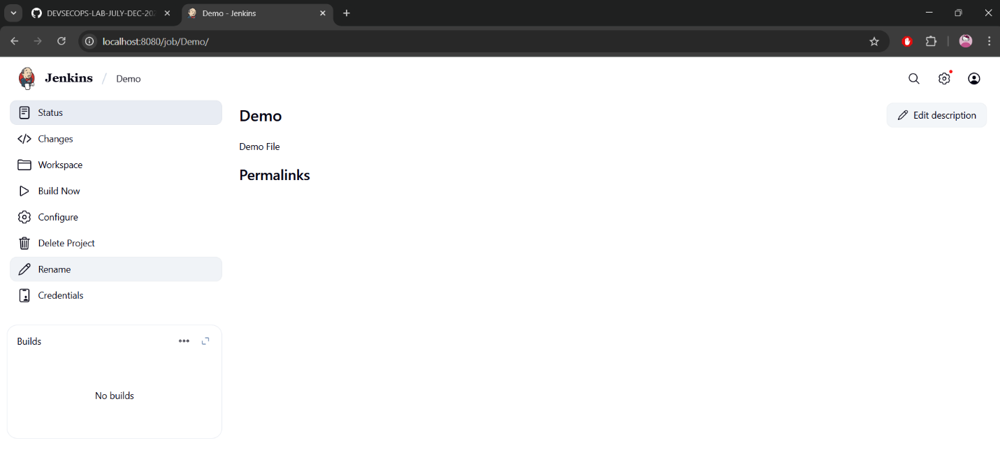 DEVSECOPS-LAB-JULY-DEC-202
Demo - Jenkins
localhost:8080/job/Demo/
Jenkins / Demo
Status
Changes
Workspace
Build Now
Configure
Delete Project
Rename
Credentials
Builds
No builds
Demo
Edit description
Demo File
Permalinks